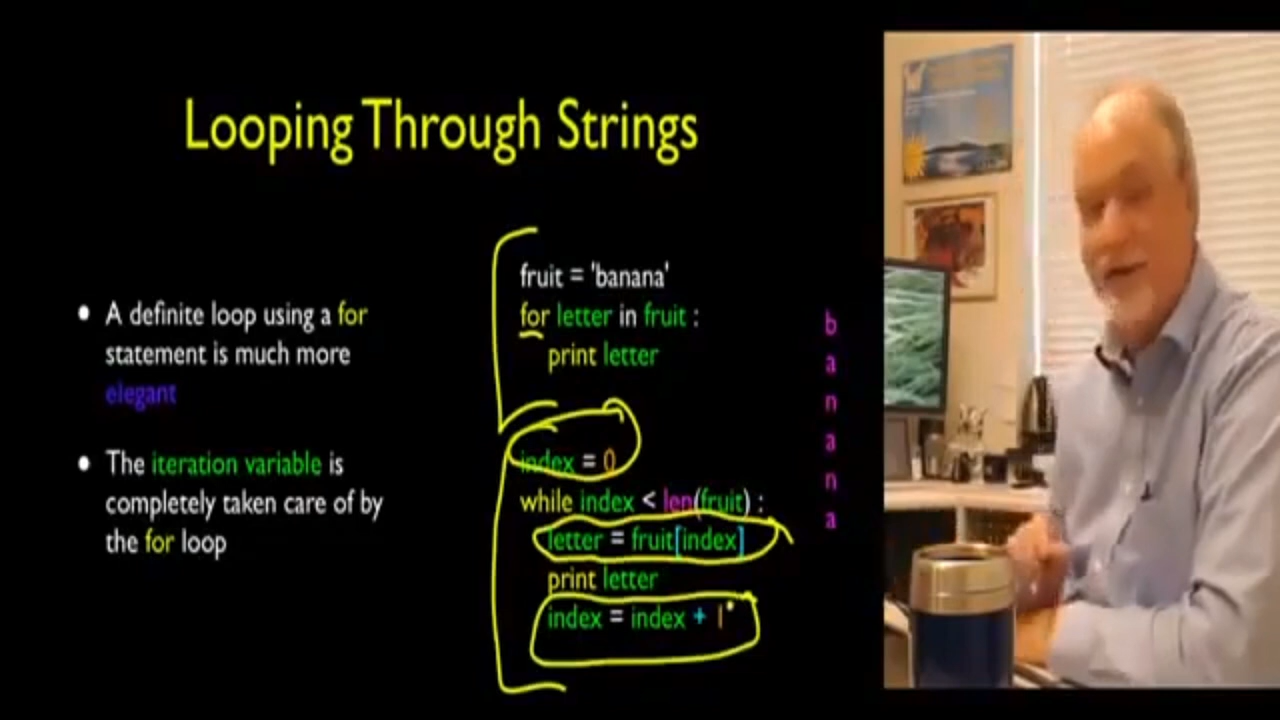 Looping Through Strings
• A definite loop using a for
statement is much more
elegant
• The iteration variable is
completely taken care of by
the for loop
fruit = 'banana'
for letter in fruit :
print letter
index = 0
while index < len(fruit) :
letter = fruit[index]
print letter
index = index + 1
b
a
n
a
n
a